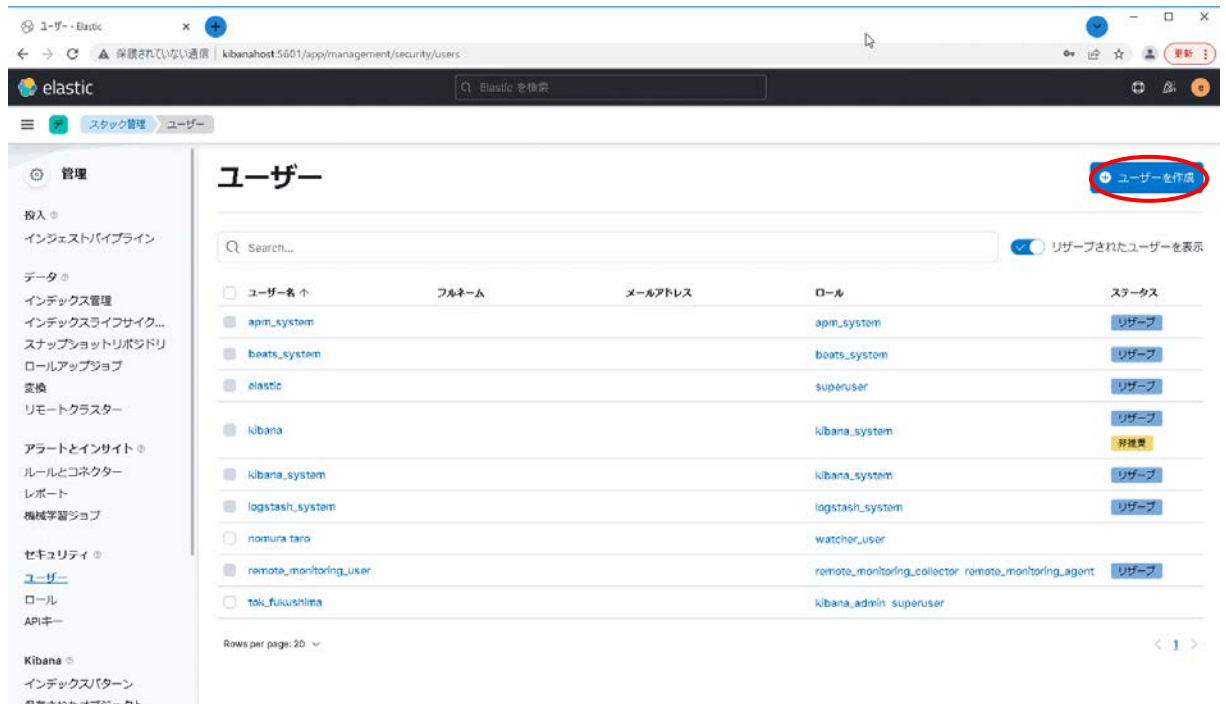 ユーザー - Elastic
保護されていない通信 | kibanahost:5601/app/management/security/users
更新
elastic
Elastic を検索
e
デ スタック管理 ユーザー
管理
投入
インジェストパイプライン
データ
インデックス管理
インデックスライフサイク...
スナップショットリポジトリ
ロールアップジョブ
変換
リモートクラスター
アラートとインサイト
ルールとコネクター
レポート
機械学習ジョブ
セキュリティ
ユーザー
ロール
APIキー
Kibana
インデックスパターン
保存されたオブジェクト
ユーザー
ユーザーを作成
Search...
リザーブされたユーザーを表示
ユーザー名 ↑ フルネーム メールアドレス ロール ステータス
apm_system apm_system リザーブ
beats_system beats_system リザーブ
elastic superuser リザーブ
kibana kibana_system リザーブ
非推奨
kibana_system kibana_system リザーブ
logstash_system logstash_system リザーブ
nomura taro watcher_user
remote_monitoring_user remote_monitoring_collector remote_monitoring_agent リザーブ
tok_fukushima kibana_admin superuser
Rows per page: 20
< 1 >